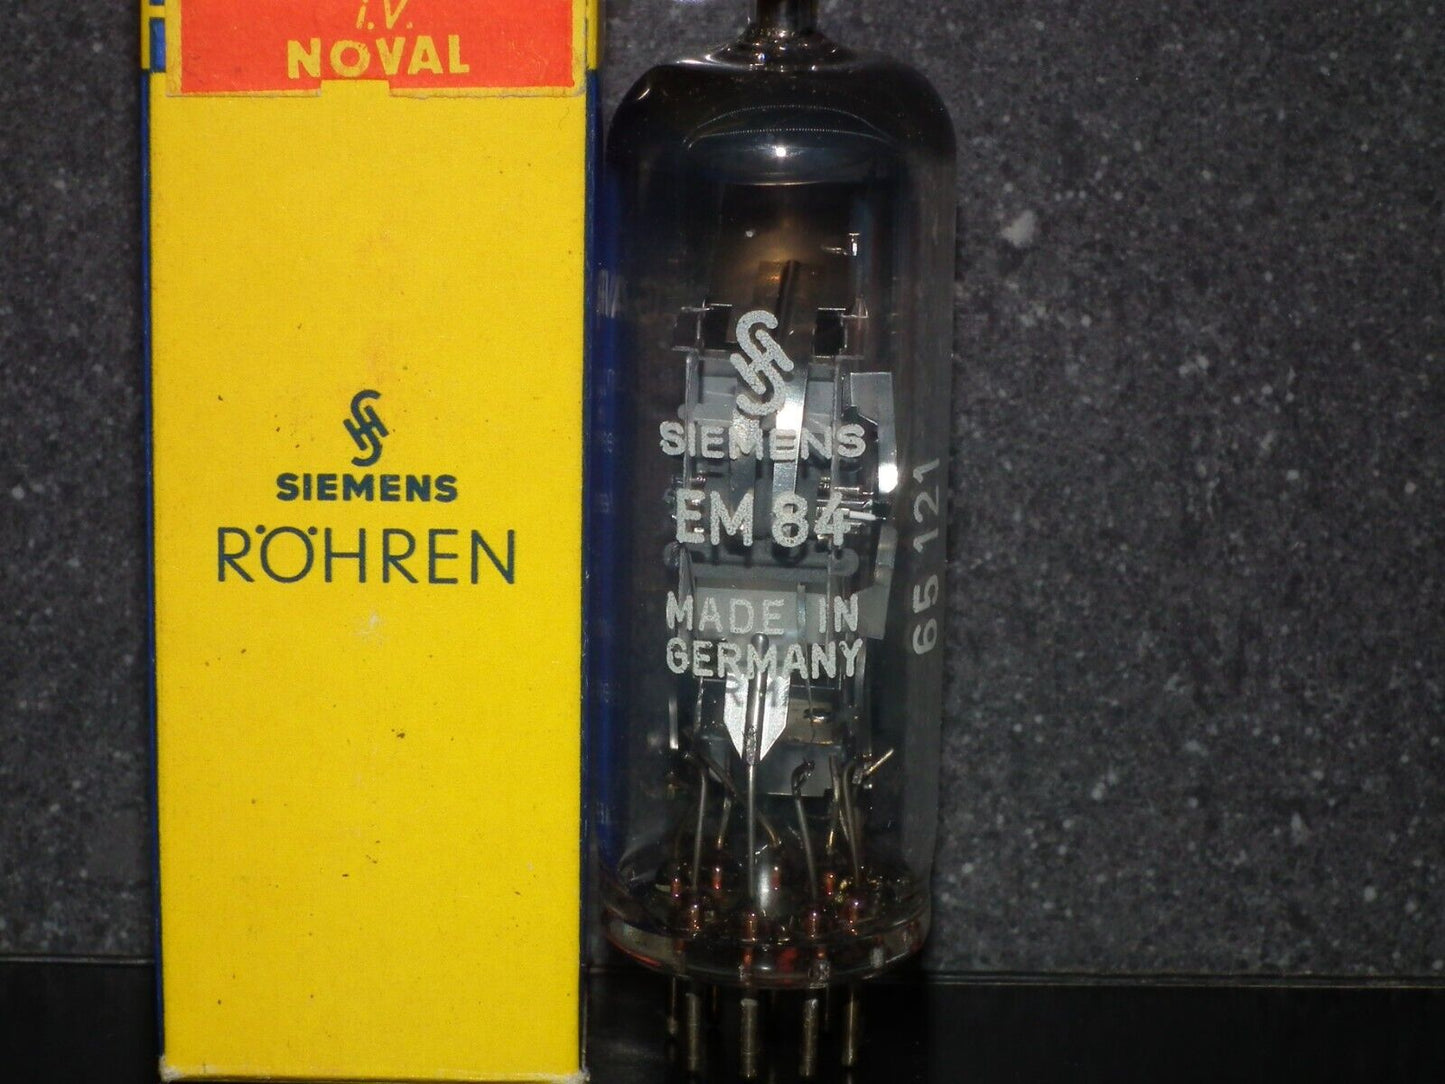 i.V.
NOVAL
SIEMENS
RÖHREN
SIEMENS
EM 84
MADE IN
GERMANY
65 121